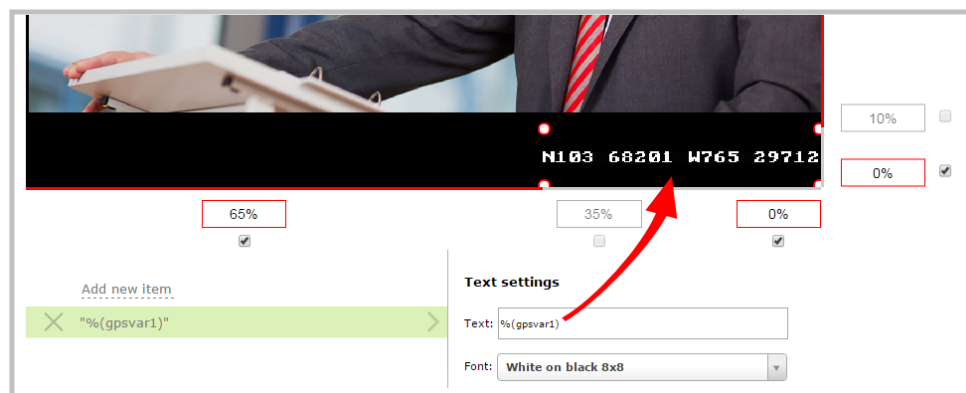 N103 68201 W765 29712
10%
0%
65%
35%
0%
Add new item
"%(gpsvar1)"
Text settings
Text: %(gpsvar1)
Font: White on black 8x8